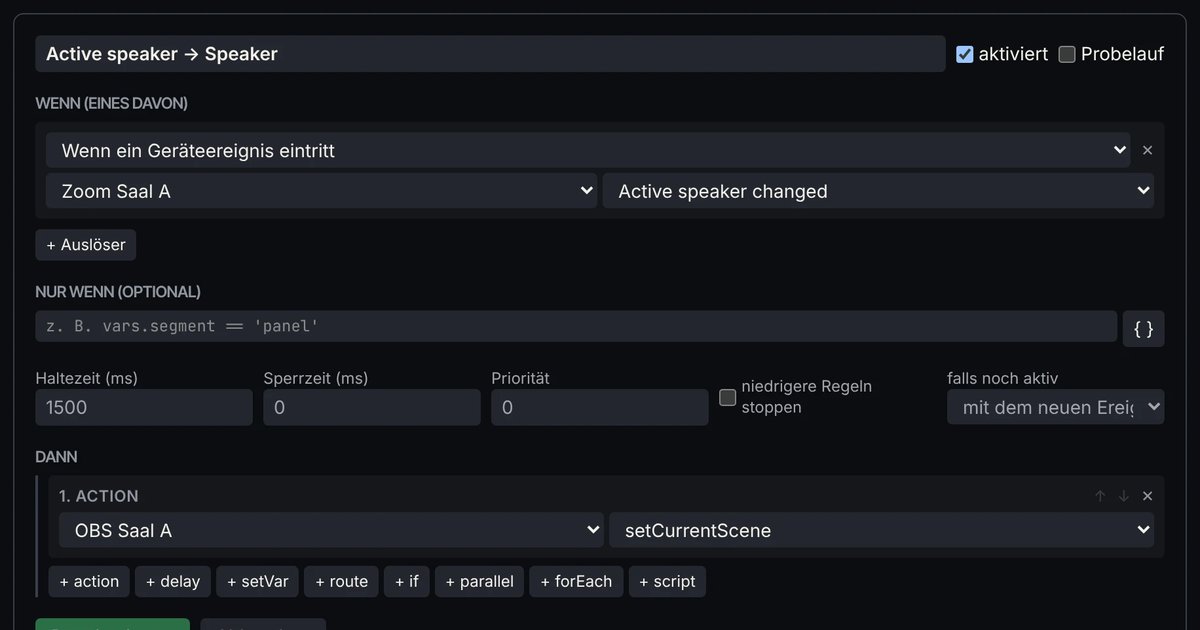 Active speaker → Speaker
aktiviert
Probelauf
WENN (EINES DAVON)
Wenn ein Geräteereignis eintritt
×
Zoom Saal A
Active speaker changed
+ Auslöser
NUR WENN (OPTIONAL)
z. B. vars.segment == 'panel'
{ }
Haltezeit (ms)
Sperrzeit (ms)
Priorität
niedrigere Regeln
stoppen
falls noch aktiv
1500
0
0
mit dem neuen Ereig
DANN
1. ACTION
↑ ↓ ×
OBS Saal A
setCurrentScene
+ action
+ delay
+ setVar
+ route
+ if
+ parallel
+ forEach
+ script